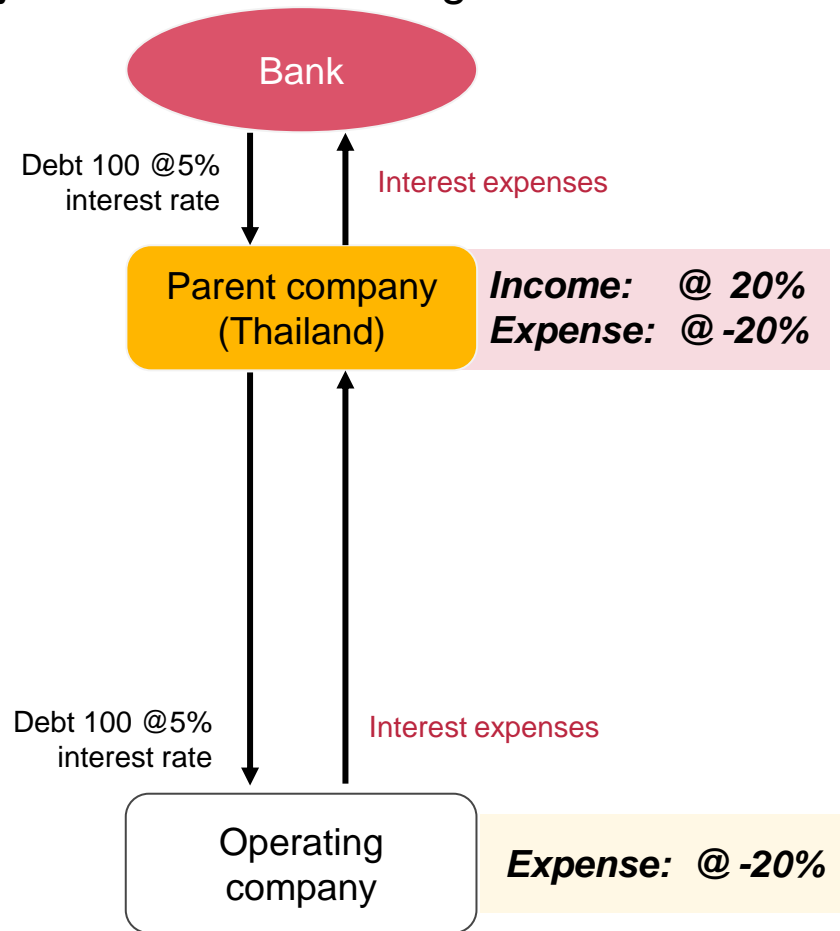 Bank
Debt 100 @5%
interest rate
Interest expenses
Parent company
(Thailand)
Income: @ 20%
Expense: @ -20%
Debt 100 @5%
interest rate
Interest expenses
Operating
company
Expense: @ -20%